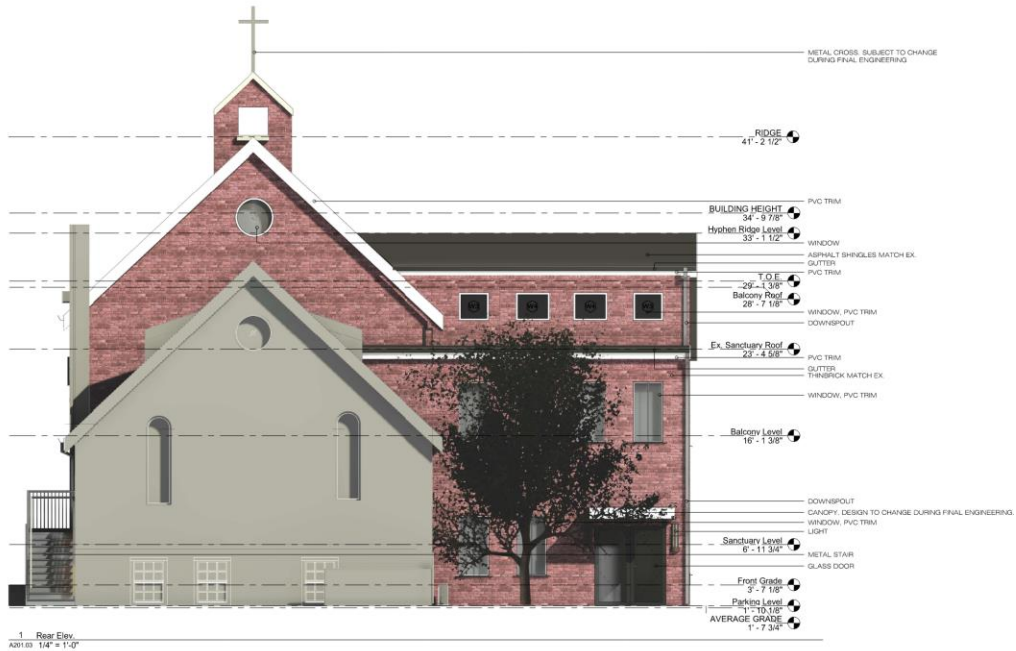 METAL CROSS. SUBJECT TO CHANGE
DURING FINAL ENGINEERING
RIDGE
41' - 2 1/2"
PVC TRIM
BUILDING HEIGHT
34' - 9 7/8"
Hyphen Ridge Level
33' - 1 1/2"
WINDOW
ASPHALT SHINGLES MATCH EX.
GUTTER
PVC TRIM
T.O.E.
29' - 1 3/8"
Balcony Roof
28' - 7 1/8"
WINDOW, PVC TRIM
DOWNSPOUT
Ex. Sanctuary Roof
23' - 4 5/8"
PVC TRIM
GUTTER
THINBRICK MATCH EX.
WINDOW, PVC TRIM
Balcony Level
16' - 1 3/8"
DOWNSPOUT
CANOPY. DESIGN TO CHANGE DURING FINAL ENGINEERING.
WINDOW, PVC TRIM
LIGHT
Sanctuary Level
6' - 11 3/4"
METAL STAIR
GLASS DOOR
Front Grade
3' - 7 1/8"
Parking Level
1' - 10 1/8"
AVERAGE GRADE
1' - 7 3/4"
1 Rear Elev.
A201.03 1/4" = 1'-0"